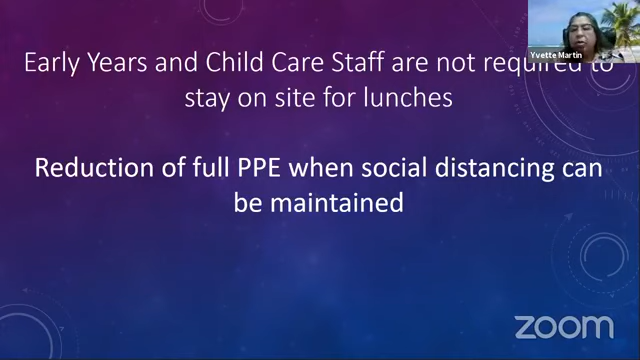 Early Years and Child Care Staff are not required to
stay on site for lunches
Reduction of full PPE when social distancing can
be maintained
Yvette Martin
zoom